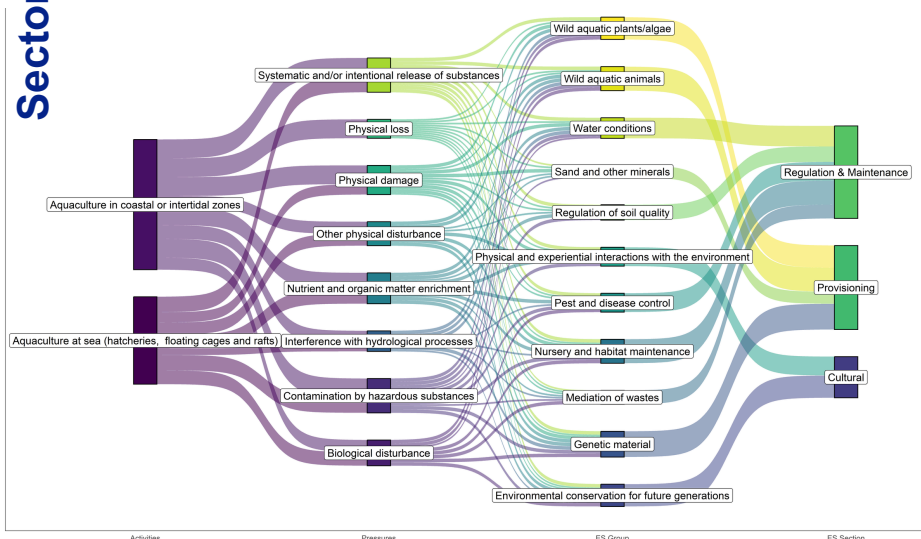 Sector
Wild aquatic plants/algae
Systematic and/or intentional release of substances
Wild aquatic animals
Physical loss
Water conditions
Physical damage
Sand and other minerals
Regulation & Maintenance
Aquaculture in coastal or intertidal zones
Regulation of soil quality
Other physical disturbance
Physical and experiential interactions with the environment
Nutrient and organic matter enrichment
Provisioning
Pest and disease control
Aquaculture at sea (hatcheries, floating cages and rafts)
Interference with hydrological processes
Nursery and habitat maintenance
Cultural
Contamination by hazardous substances
Mediation of wastes
Biological disturbance
Genetic material
Environmental conservation for future generations
Activities
Pressures
ES Group
ES Section